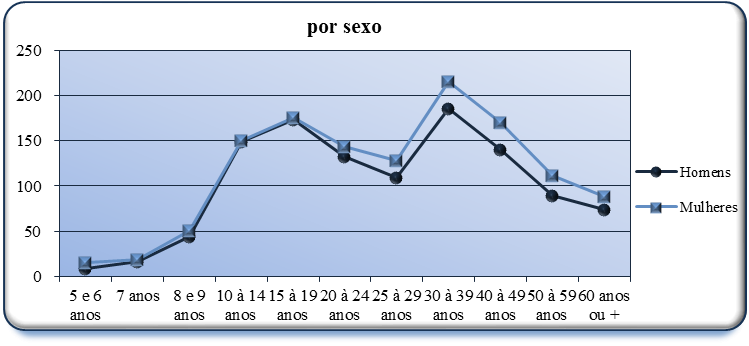 por sexo
250
200
150
100
50
0
5 e 6 anos
7 anos
8 e 9 anos
10 à 14 anos
15 à 19 anos
20 à 24 anos
25 à 29 anos
30 à 39 anos
40 à 49 anos
50 à 59 anos
60 anos ou +
Homens
Mulheres